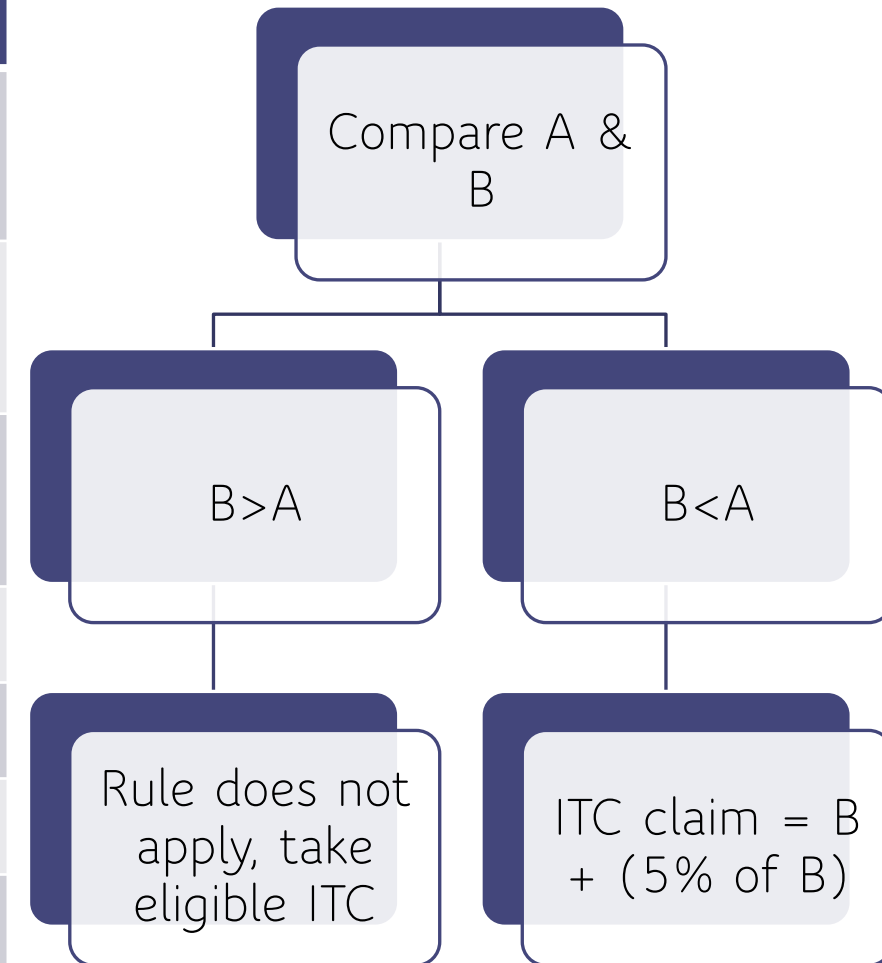 Compare A &
B
B>A
B<A
Rule does not
apply, take
eligible ITC
ITC claim = B
+ (5% of B)